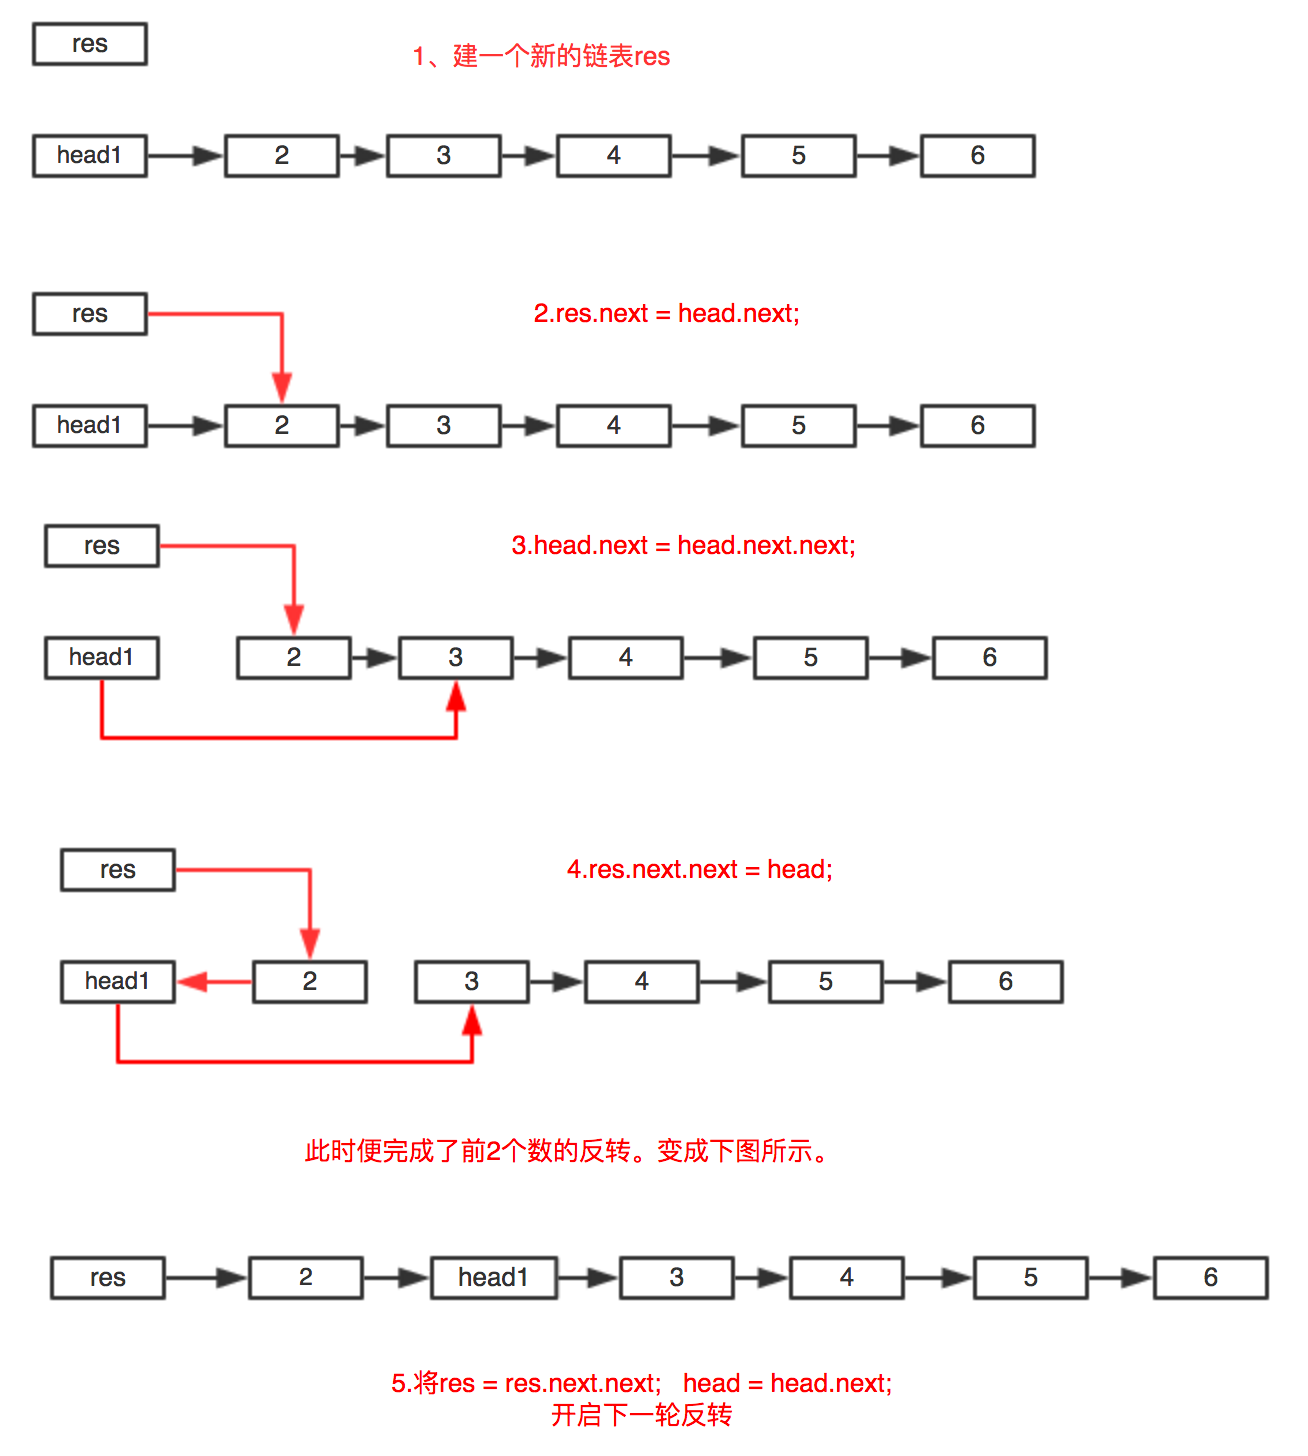 res
1、建一个新的链表res
head1 2 3 4 5 6
res
2.res.next = head.next;
head1 2 3 4 5 6
res
3.head.next = head.next.next;
head1 2 3 4 5 6
res
4.res.next.next = head;
head1 2 3 4 5 6
此时便完成了前2个数的反转。变成下图所示。
res 2 head1 3 4 5 6
5.将res = res.next.next; head = head.next;
开启下一轮反转